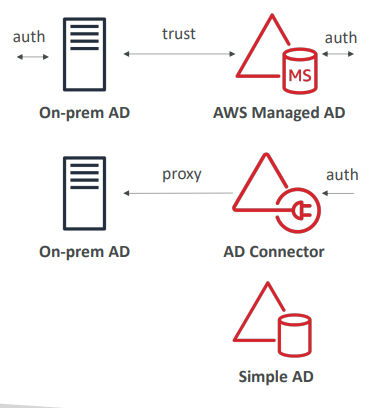 auth
trust
auth
MS
On-prem AD
AWS Managed AD
proxy
auth
On-prem AD
AD Connector
Simple AD